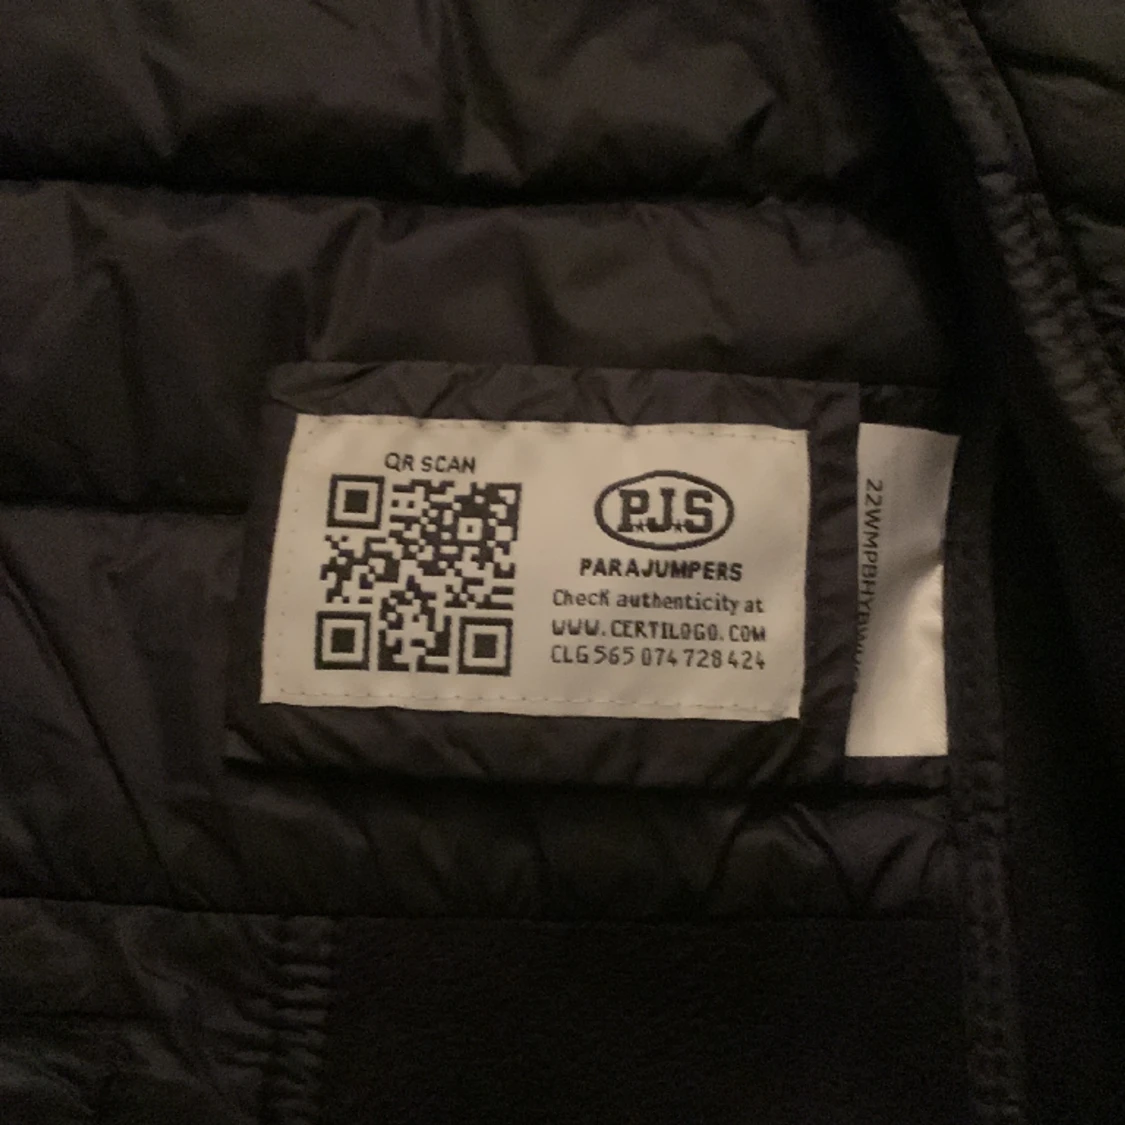 QR SCAN
P.J.S
PARAJUMPERS
Check authenticity at
WWW.CERTILOGO.COM
CLG 565 074 728 424